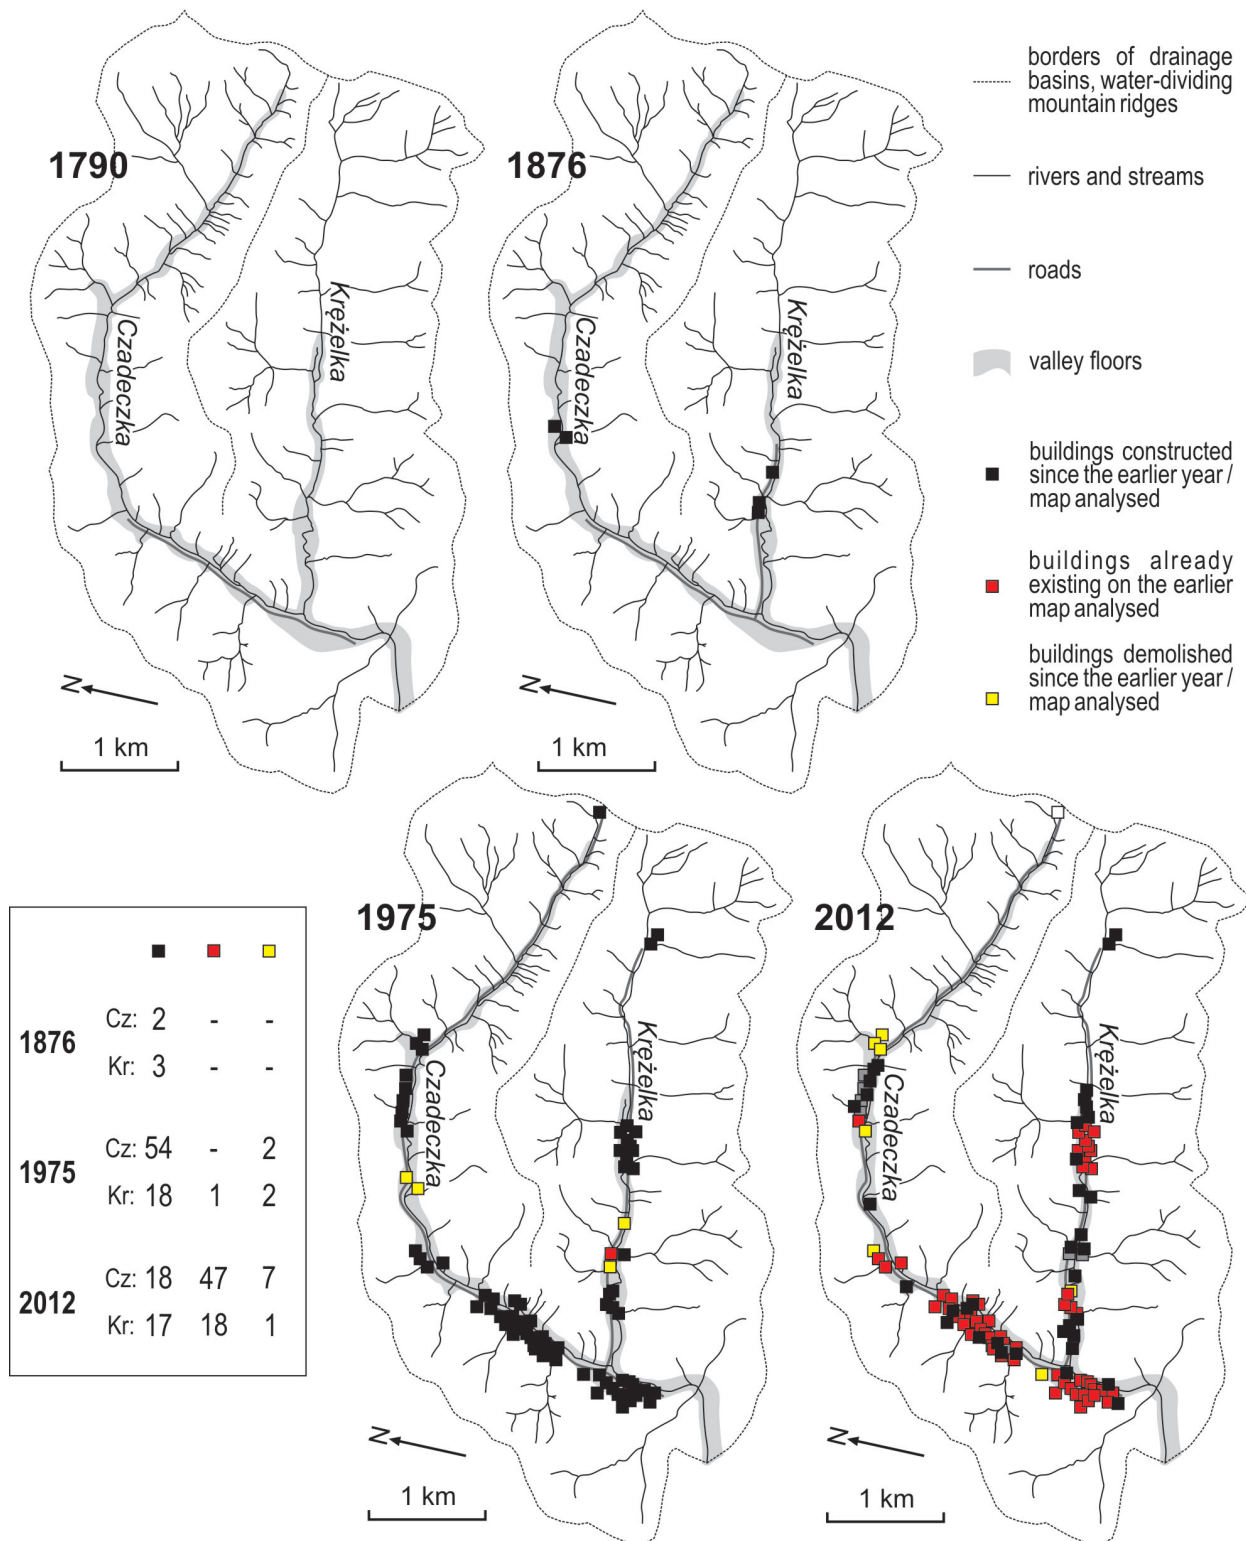 1790
Czadeczka
Krężelka
N
1 km
1876
Czadeczka
Krężelka
N
1 km
borders of drainage
basins, water-dividing
mountain ridges
rivers and streams
roads
valley floors
buildings constructed
since the earlier year /
map analysed
buildings already
existing on the earlier
map analysed
buildings demolished
since the earlier year /
map analysed
1975
Czadeczka
Krężelka
N
1 km
2012
Czadeczka
Krężelka
N
1 km
1876
Cz: 2 - -
Kr: 3 - -
1975
Cz: 54 - 2
Kr: 18 1 2
2012
Cz: 18 47 7
Kr: 17 18 1